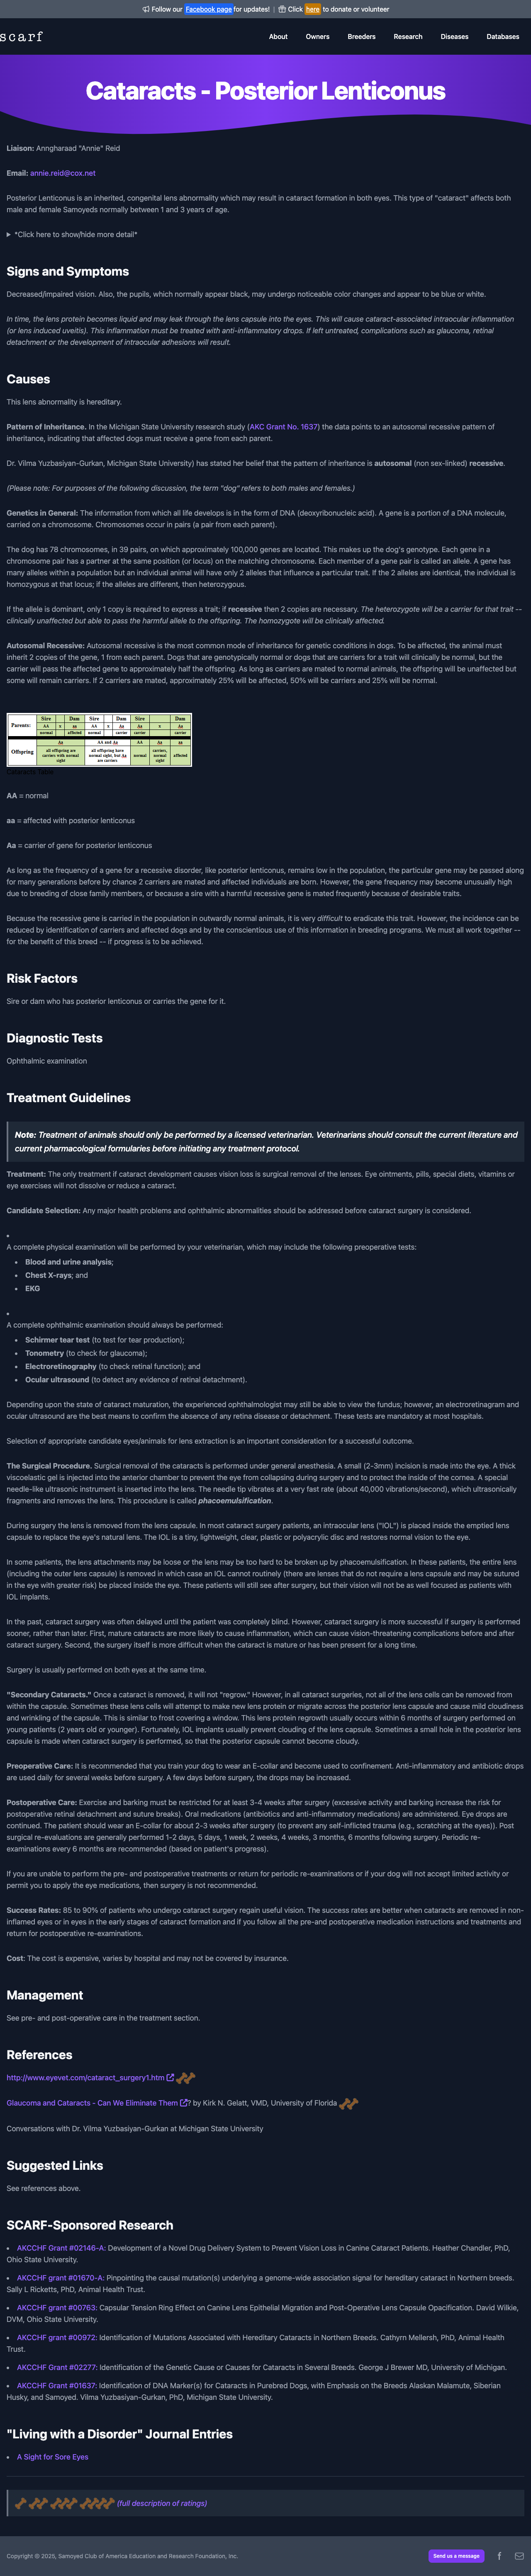 Follow our Facebook page for updates! | Click here to donate or volunteer
scarf
About Owners Breeders Research Diseases Databases
Cataracts - Posterior Lenticonus
Liaison: Anngharaad "Annie" Reid
Email: annie.reid@cox.net
Posterior Lenticonus is an inherited, congenital lens abnormality which may result in cataract formation in both eyes. This type of "cataract" affects both
male and female Samoyeds normally between 1 and 3 years of age.
*Click here to show/hide more detail*
Signs and Symptoms
Decreased/impaired vision. Also, the pupils, which normally appear black, may undergo noticeable color changes and appear to be blue or white.
In time, the lens protein becomes liquid and may leak through the lens capsule into the eyes. This will cause cataract-associated intraocular inflammation
(or lens induced uveitis). This inflammation must be treated with anti-inflammatory drops. If left untreated, complications such as glaucoma, retinal
detachment or the development of intraocular adhesions will result.
Causes
This lens abnormality is hereditary.
Pattern of Inheritance. In the Michigan State University research study (AKC Grant No. 1637) the data points to an autosomal recessive pattern of
inheritance, indicating that affected dogs must receive a gene from each parent.
Dr. Vilma Yuzbasiyan-Gurkan, Michigan State University) has stated her belief that the pattern of inheritance is autosomal (non sex-linked) recessive.
(Please note: For purposes of the following discussion, the term "dog" refers to both males and females.)
Genetics in General: The information from which all life develops is in the form of DNA (deoxyribonucleic acid). A gene is a portion of a DNA molecule,
carried on a chromosome. Chromosomes occur in pairs (a pair from each parent).
The dog has 78 chromosomes, in 39 pairs, on which approximately 100,000 genes are located. This makes up the dog's genotype. Each gene in a
chromosome pair has a partner at the same position (or locus) on the matching chromosome. Each member of a gene pair is called an allele. A gene has
many alleles within a population but an individual animal will have only 2 alleles that influence a particular trait. If the 2 alleles are identical, the individual is
homozygous at that locus; if the alleles are different, then heterozygous.
If the allele is dominant, only 1 copy is required to express a trait; if recessive then 2 copies are necessary. The heterozygote will be a carrier for that trait --
clinically unaffected but able to pass the harmful allele to the offspring. The homozygote will be clinically affected.
Autosomal Recessive: Autosomal recessive is the most common mode of inheritance for genetic conditions in dogs. To be affected, the animal must
inherit 2 copies of the gene, 1 from each parent. Dogs that are genotypically normal or dogs that are carriers for a trait will clinically be normal, but the
carrier will pass the affected gene to approximately half the offspring. As long as carriers are mated to normal animals, the offspring will be unaffected but
some will remain carriers. If 2 carriers are mated, approximately 25% will be affected, 50% will be carriers and 25% will be normal.
Parents: Sire Dam Sire Dam Sire x Dam
AA x aa AA x Aa Aa Aa
normal affected normal carrier carrier carrier
Offspring Aa AA and Aa AA Aa aa
all offspring are carriers with normal sight all offspring have normal sight, but Aa are carriers normal carriers, normal sight affected
Cataracts Table
AA = normal
aa = affected with posterior lenticonus
Aa = carrier of gene for posterior lenticonus
As long as the frequency of a gene for a recessive disorder, like posterior lenticonus, remains low in the population, the particular gene may be passed along
for many generations before by chance 2 carriers are mated and affected individuals are born. However, the gene frequency may become unusually high
due to breeding of close family members, or because a sire with a harmful recessive gene is mated frequently because of desirable traits.
Because the recessive gene is carried in the population in outwardly normal animals, it is very difficult to eradicate this trait. However, the incidence can be
reduced by identification of carriers and affected dogs and by the conscientious use of this information in breeding programs. We must all work together --
for the benefit of this breed -- if progress is to be achieved.
Risk Factors
Sire or dam who has posterior lenticonus or carries the gene for it.
Diagnostic Tests
Ophthalmic examination
Treatment Guidelines
Note: Treatment of animals should only be performed by a licensed veterinarian. Veterinarians should consult the current literature and
current pharmacological formularies before initiating any treatment protocol.
Treatment: The only treatment if cataract development causes vision loss is surgical removal of the lenses. Eye ointments, pills, special diets, vitamins or
eye exercises will not dissolve or reduce a cataract.
Candidate Selection: Any major health problems and ophthalmic abnormalities should be addressed before cataract surgery is considered.
•
A complete physical examination will be performed by your veterinarian, which may include the following preoperative tests:
• Blood and urine analysis;
• Chest X-rays; and
• EKG
•
A complete ophthalmic examination should always be performed:
• Schirmer tear test (to test for tear production);
• Tonometry (to check for glaucoma);
• Electroretinography (to check retinal function); and
• Ocular ultrasound (to detect any evidence of retinal detachment).
Depending upon the state of cataract maturation, the experienced ophthalmologist may still be able to view the fundus; however, an electroretinagram and
ocular ultrasound are the best means to confirm the absence of any retina disease or detachment. These tests are mandatory at most hospitals.
Selection of appropriate candidate eyes/animals for lens extraction is an important consideration for a successful outcome.
The Surgical Procedure. Surgical removal of the cataracts is performed under general anesthesia. A small (2-3mm) incision is made into the eye. A thick
viscoelastic gel is injected into the anterior chamber to prevent the eye from collapsing during surgery and to protect the inside of the cornea. A special
needle-like ultrasonic instrument is inserted into the lens. The needle tip vibrates at a very fast rate (about 40,000 vibrations/second), which ultrasonically
fragments and removes the lens. This procedure is called phacoemulsification.
During surgery the lens is removed from the lens capsule. In most cataract surgery patients, an intraocular lens ("IOL") is placed inside the emptied lens
capsule to replace the eye's natural lens. The IOL is a tiny, lightweight, clear, plastic or polyacrylic disc and restores normal vision to the eye.
In some patients, the lens attachments may be loose or the lens may be too hard to be broken up by phacoemulsification. In these patients, the entire lens
(including the outer lens capsule) is removed in which case an IOL cannot routinely (there are lenses that do not require a lens capsule and may be sutured
in the eye with greater risk) be placed inside the eye. These patients will still see after surgery, but their vision will not be as well focused as patients with
IOL implants.
In the past, cataract surgery was often delayed until the patient was completely blind. However, cataract surgery is more successful if surgery is performed
sooner, rather than later. First, mature cataracts are more likely to cause inflammation, which can cause vision-threatening complications before and after
cataract surgery. Second, the surgery itself is more difficult when the cataract is mature or has been present for a long time.
Surgery is usually performed on both eyes at the same time.
"Secondary Cataracts." Once a cataract is removed, it will not "regrow." However, in all cataract surgeries, not all of the lens cells can be removed from
within the capsule. Sometimes these lens cells will attempt to make new lens protein or migrate across the posterior lens capsule and cause mild cloudiness
and wrinkling of the capsule. This is similar to frost covering a window. This lens protein regrowth usually occurs within 6 months of surgery performed on
young patients (2 years old or younger). Fortunately, IOL implants usually prevent clouding of the lens capsule. Sometimes a small hole in the posterior lens
capsule is made when cataract surgery is performed, so that the posterior capsule cannot become cloudy.
Preoperative Care: It is recommended that you train your dog to wear an E-collar and become used to confinement. Anti-inflammatory and antibiotic drops
are used daily for several weeks before surgery. A few days before surgery, the drops may be increased.
Postoperative Care: Exercise and barking must be restricted for at least 3-4 weeks after surgery (excessive activity and barking increase the risk for
postoperative retinal detachment and suture breaks). Oral medications (antibiotics and anti-inflammatory medications) are administered. Eye drops are
continued. The patient should wear an E-collar for about 2-3 weeks after surgery (to prevent any self-inflicted trauma (e.g., scratching at the eyes)). Post
surgical re-evaluations are generally performed 1-2 days, 5 days, 1 week, 2 weeks, 4 weeks, 3 months, 6 months following surgery. Periodic re-
examinations every 6 months are recommended (based on patient's progress).
If you are unable to perform the pre- and postoperative treatments or return for periodic re-examinations or if your dog will not accept limited activity or
permit you to apply the eye medications, then surgery is not recommended.
Success Rates: 85 to 90% of patients who undergo cataract surgery regain useful vision. The success rates are better when cataracts are removed in non-
inflamed eyes or in eyes in the early stages of cataract formation and if you follow all the pre-and postoperative medication instructions and treatments and
return for postoperative re-examinations.
Cost: The cost is expensive, varies by hospital and may not be covered by insurance.
Management
See pre- and post-operative care in the treatment section.
References
http://www.eyevet.com/cataract_surgery1.htm
Glaucoma and Cataracts - Can We Eliminate Them ? by Kirk N. Gelatt, VMD, University of Florida
Conversations with Dr. Vilma Yuzbasiyan-Gurkan at Michigan State University
Suggested Links
See references above.
SCARF-Sponsored Research
• AKCCHF Grant #02146-A: Development of a Novel Drug Delivery System to Prevent Vision Loss in Canine Cataract Patients. Heather Chandler, PhD,
Ohio State University.
• AKCCHF grant #01670-A: Pinpointing the causal mutation(s) underlying a genome-wide association signal for hereditary cataract in Northern breeds.
Sally L Ricketts, PhD, Animal Health Trust.
• AKCCHF grant #00763: Capsular Tension Ring Effect on Canine Lens Epithelial Migration and Post-Operative Lens Capsule Opacification. David Wilkie,
DVM, Ohio State University.
• AKCCHF grant #00972: Identification of Mutations Associated with Hereditary Cataracts in Northern Breeds. Cathyrn Mellersh, PhD, Animal Health
Trust.
• AKCCHF Grant #02277: Identification of the Genetic Cause or Causes for Cataracts in Several Breeds. George J Brewer MD, University of Michigan.
• AKCCHF Grant #01637: Identification of DNA Marker(s) for Cataracts in Purebred Dogs, with Emphasis on the Breeds Alaskan Malamute, Siberian
Husky, and Samoyed. Vilma Yuzbasiyan-Gurkan, PhD, Michigan State University.
"Living with a Disorder" Journal Entries
• A Sight for Sore Eyes
(full description of ratings)
Copyright © 2025, Samoyed Club of America Education and Research Foundation, Inc.
Send us a message